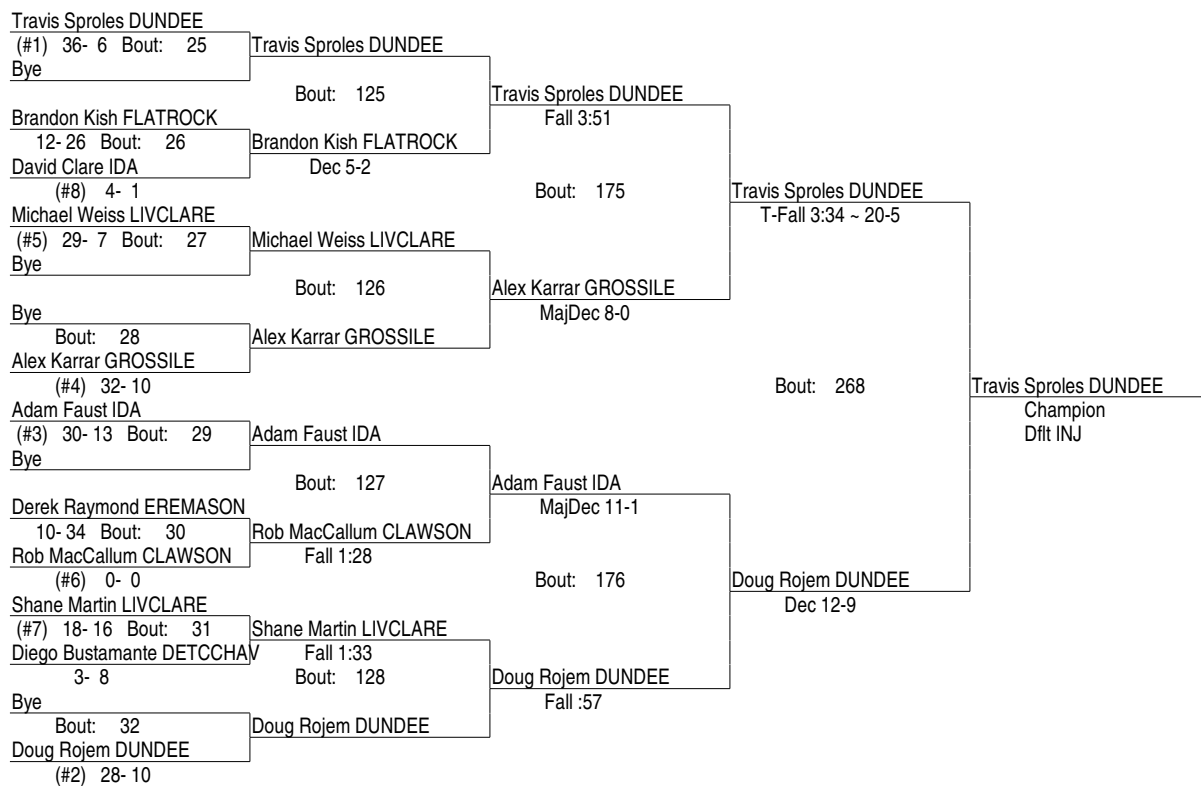 Travis Sproles DUNDEE
(#1) 36- 6 Bout: 25
Bye
Brandon Kish FLATROCK
12- 26 Bout: 26
David Clare IDA
(#8) 4- 1
Michael Weiss LIVCLARE
(#5) 29- 7 Bout: 27
Bye
Bye
Bout: 28
Alex Karrar GROSSILE
(#4) 32- 10
Adam Faust IDA
(#3) 30- 13 Bout: 29
Bye
Derek Raymond EREMASON
10- 34 Bout: 30
Rob MacCallum CLAWSON
(#6) 0- 0
Shane Martin LIVCLARE
(#7) 18- 16 Bout: 31
Diego Bustamante DETCCHAV
3- 8
Bye
Bout: 32
Doug Rojem DUNDEE
(#2) 28- 10
Travis Sproles DUNDEE
Bout: 125
Brandon Kish FLATROCK
Dec 5-2
Michael Weiss LIVCLARE
Bout: 126
Alex Karrar GROSSILE
Adam Faust IDA
Bout: 127
Rob MacCallum CLAWSON
Fall 1:28
Shane Martin LIVCLARE
Fall 1:33
Bout: 128
Doug Rojem DUNDEE
Travis Sproles DUNDEE
Fall 3:51
Bout: 175
Alex Karrar GROSSILE
MajDec 8-0
Adam Faust IDA
MajDec 11-1
Bout: 176
Doug Rojem DUNDEE
Fall :57
Travis Sproles DUNDEE
T-Fall 3:34 ~ 20-5
Bout: 268
Doug Rojem DUNDEE
Dec 12-9
Travis Sproles DUNDEE
Champion
Dflt INJ